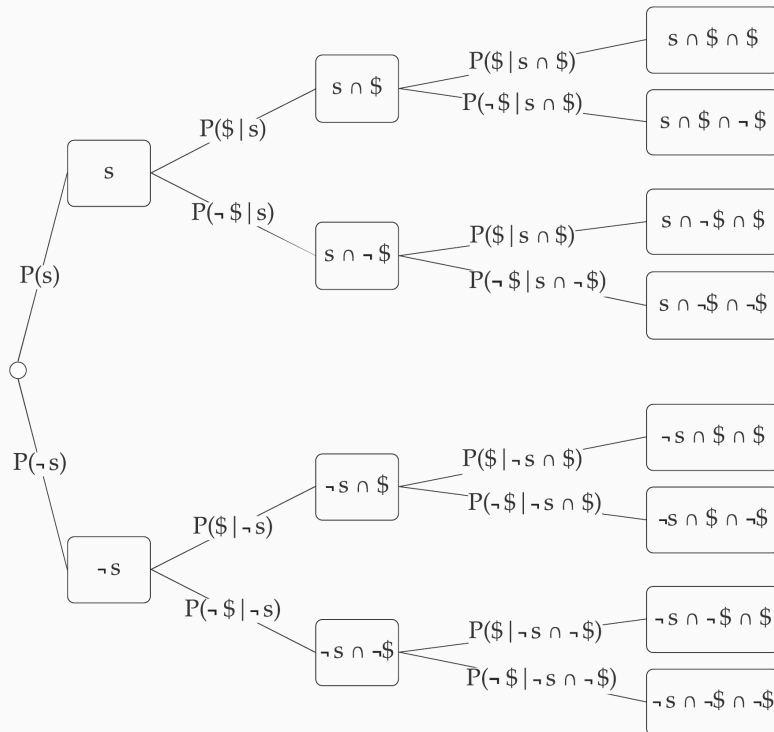 s ∩ $ ∩ $
P($ | s ∩ $)
s ∩ $
P(¬ $ | s ∩ $)
s ∩ $ ∩ ¬ $
P($ | s)
s
P(¬ $ | s)
s ∩ ¬ $ ∩ $
P($ | s ∩ $)
s ∩ ¬ $
P(¬ $ | s ∩ ¬ $)
s ∩ ¬$ ∩ ¬$
P(s)
P(¬ s)
¬ s ∩ $ ∩ $
P($ | ¬ s ∩ $)
¬ s ∩ $
P(¬ $ | ¬ s ∩ $)
¬s ∩ $ ∩ ¬$
P($ | ¬ s)
¬ s
P(¬ $ | ¬ s)
¬ s ∩ ¬ $ ∩ $
P($ | ¬ s ∩ ¬ $)
¬ s ∩ ¬$
P(¬ $ | ¬ s ∩ ¬ $)
¬ s ∩ ¬$ ∩ ¬$